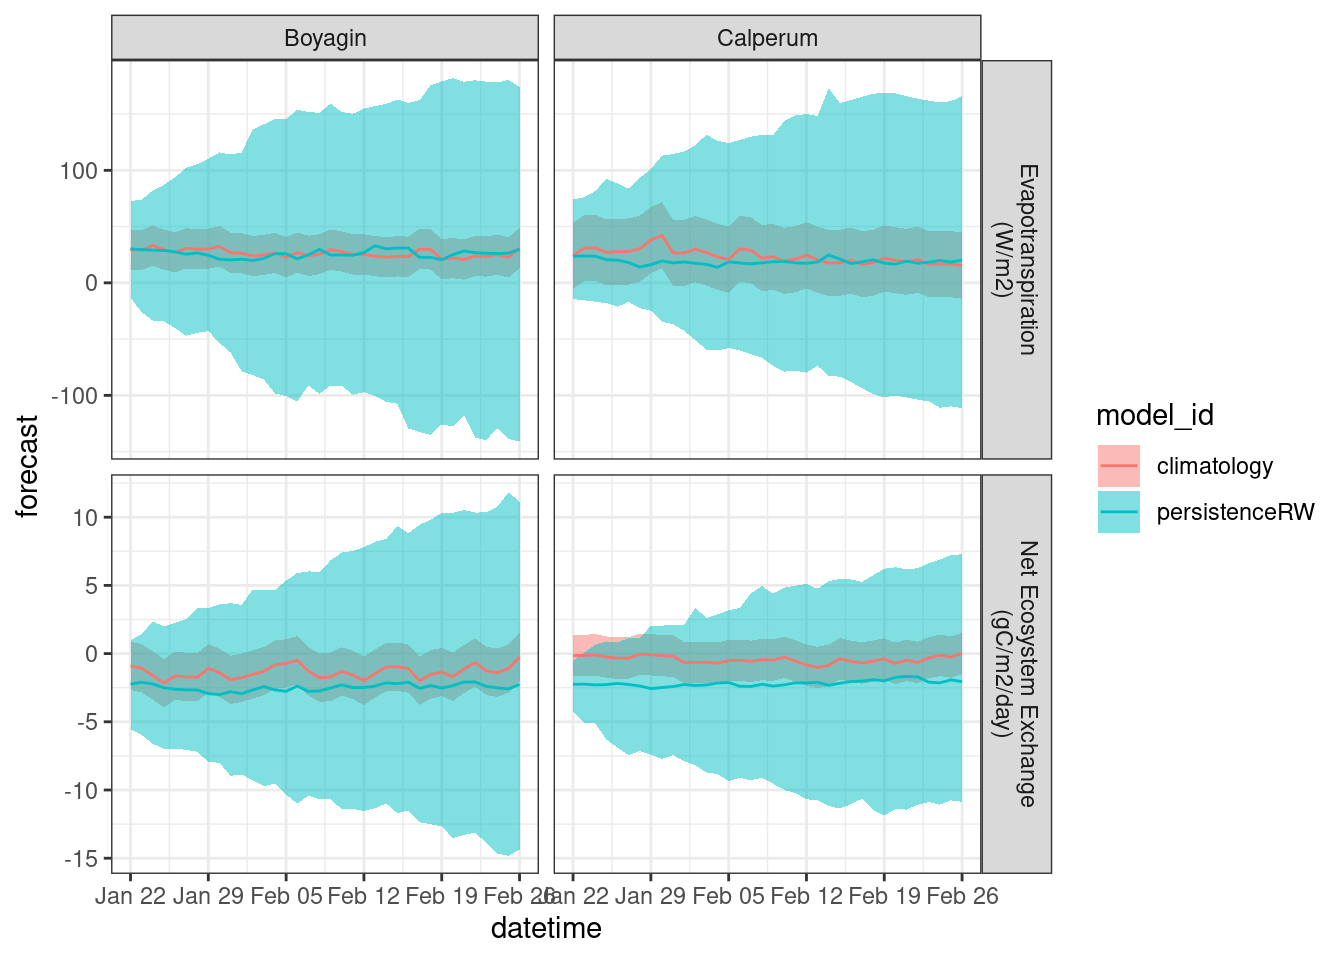 Boyagin
Calperum
100
0
-100
Evapotranspiration
(W/m2)
forecast
10
5
0
-5
-10
-15
Net Ecosystem Exchange
(gC/m2/day)
Jan 22 Jan 29 Feb 05 Feb 12 Feb 19 Feb 26
Jan 22 Jan 29 Feb 05 Feb 12 Feb 19 Feb 26
datetime
model_id
climatology
persistenceRW